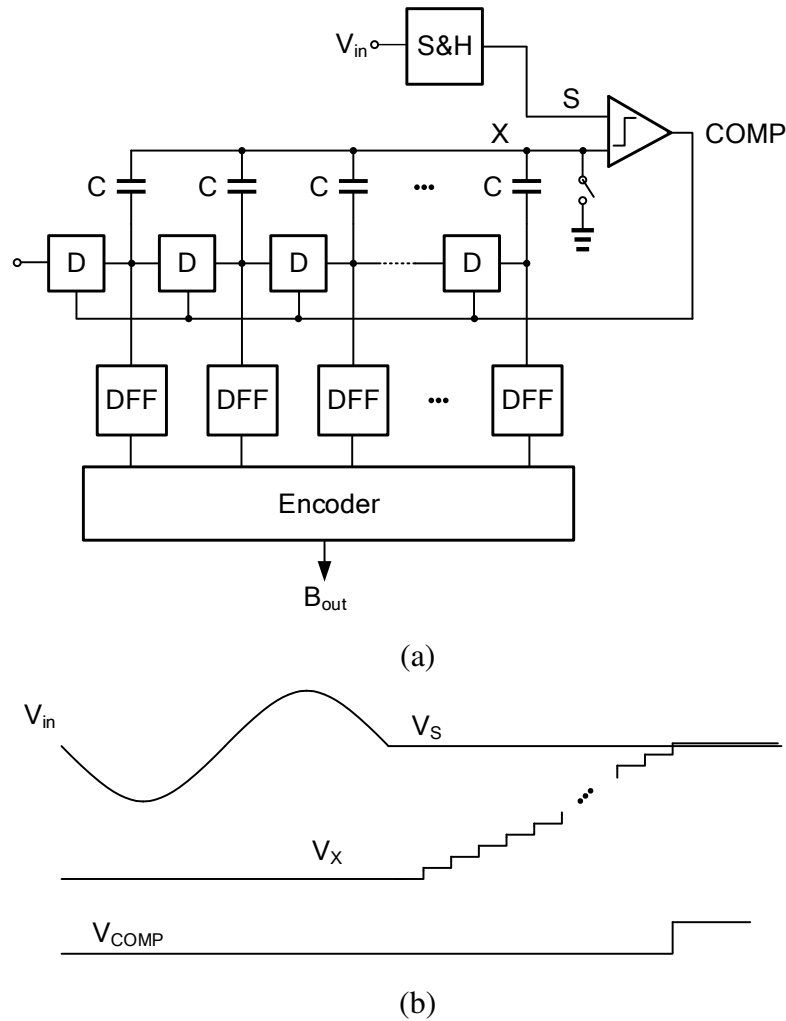 V_in S&H
S
X COMP
C C C ... C
D D D D
DFF DFF DFF ... DFF
Encoder
B_out
(a)
V_in V_S
V_X
V_COMP
(b)